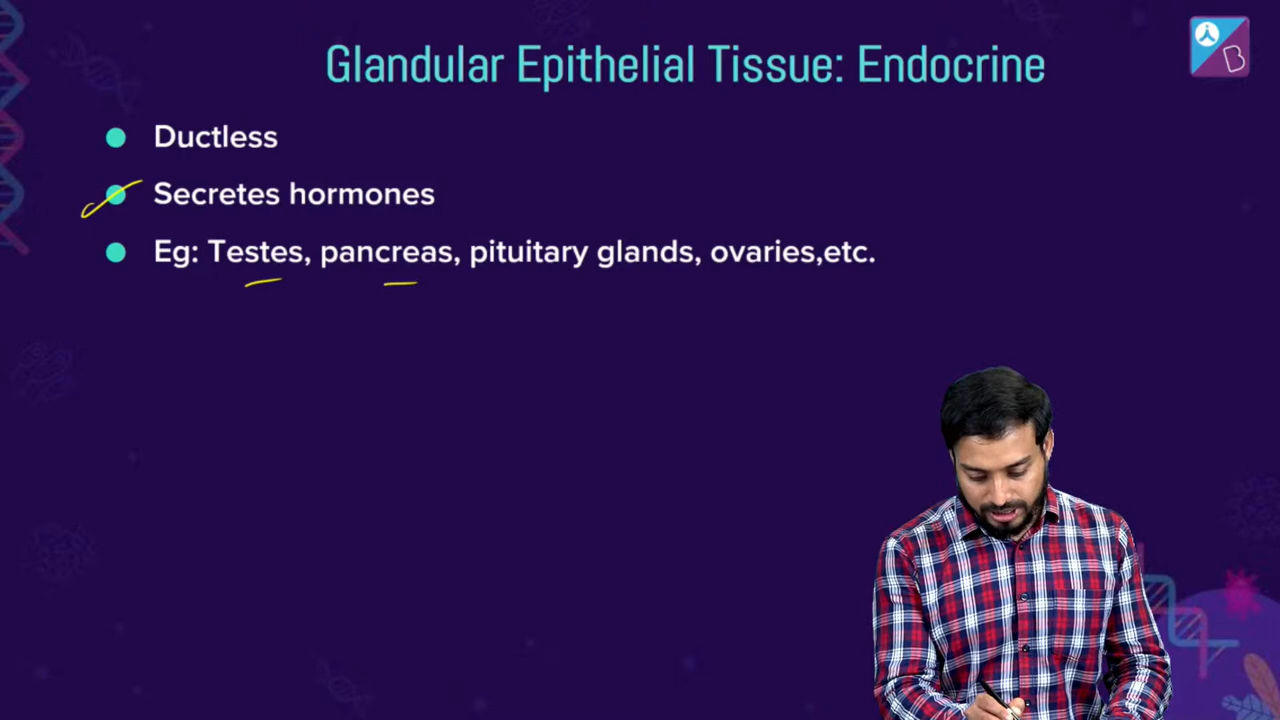 Glandular Epithelial Tissue: Endocrine
Ductless
Secretes hormones
Eg: Testes, pancreas, pituitary glands, ovaries,etc.